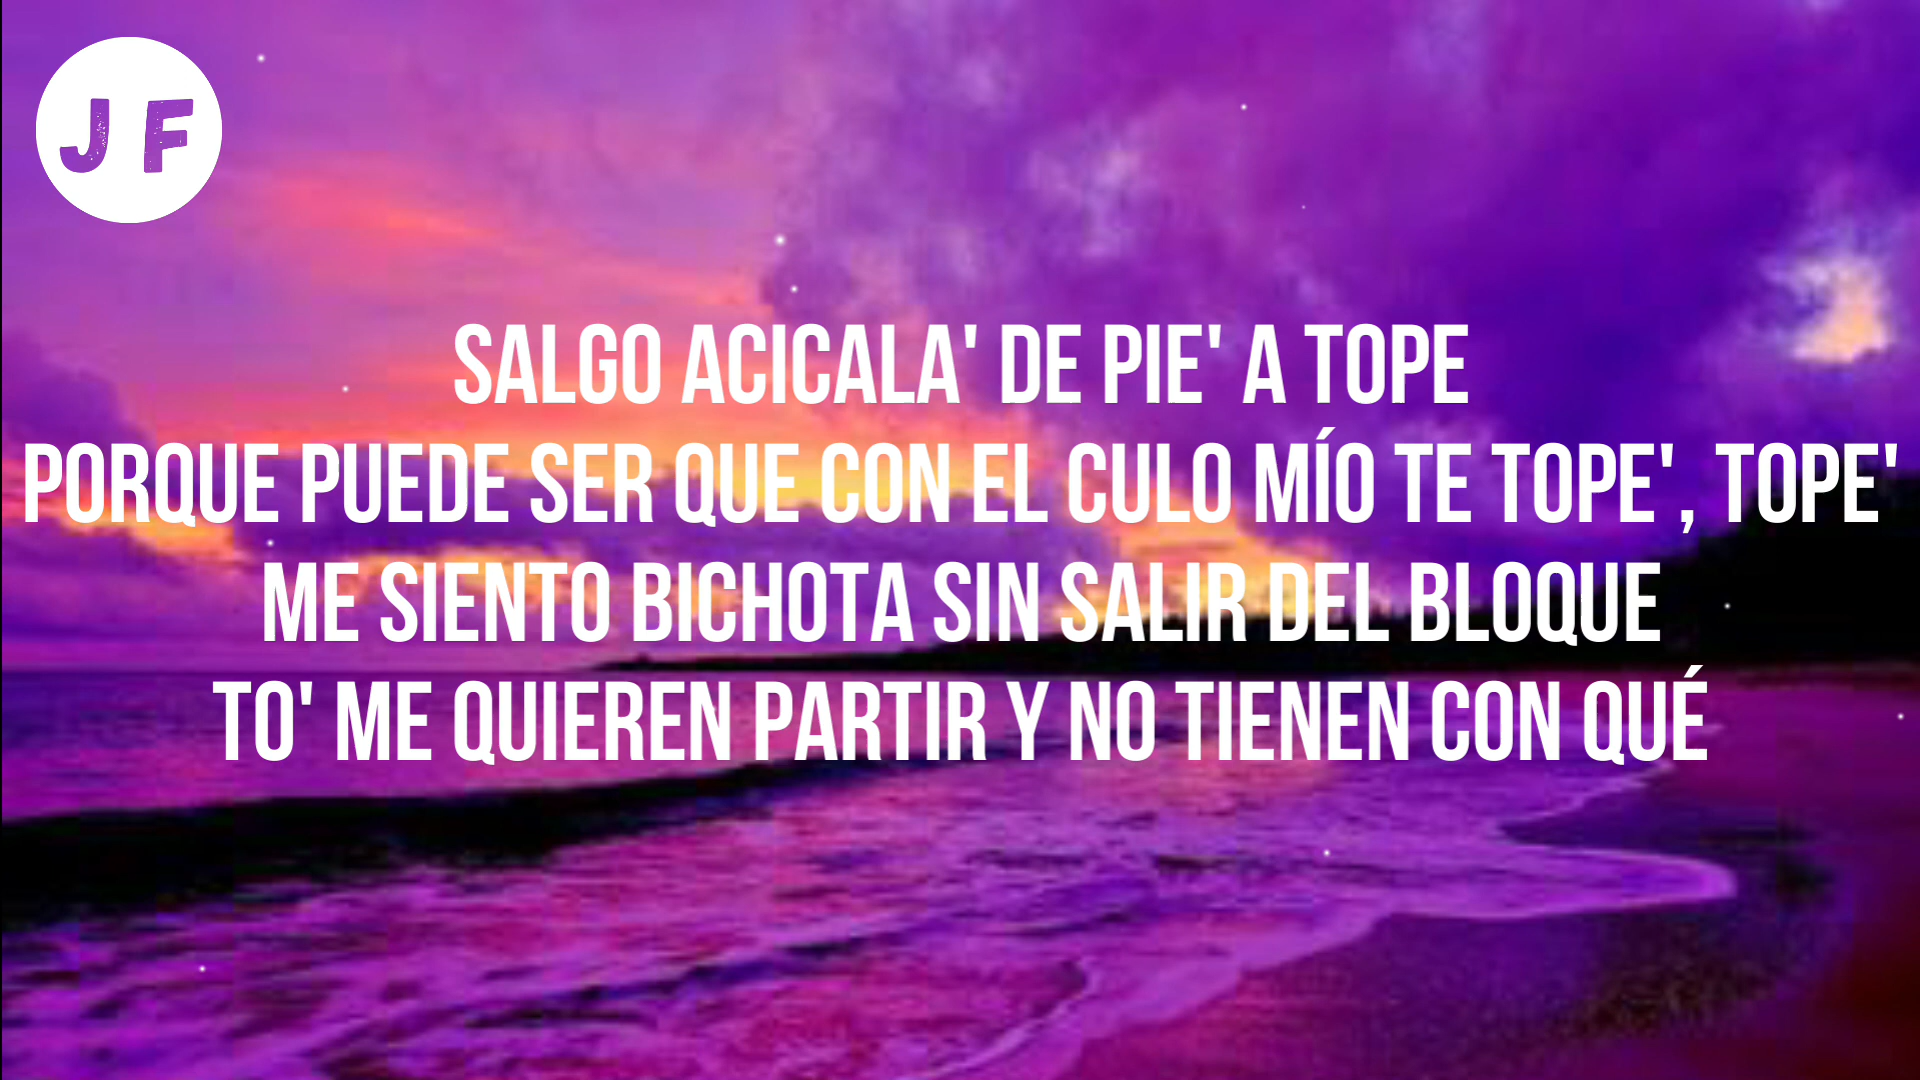 J F
SALGO ACICALA' DE PIE' A TOPE
PORQUE PUEDE SER QUE CON EL CULO MÍO TE TOPE', TOPE'
ME SIENTO BICHOTA SIN SALIR DEL BLOQUE
TO' ME QUIEREN PARTIR Y NO TIENEN CON QUÉ